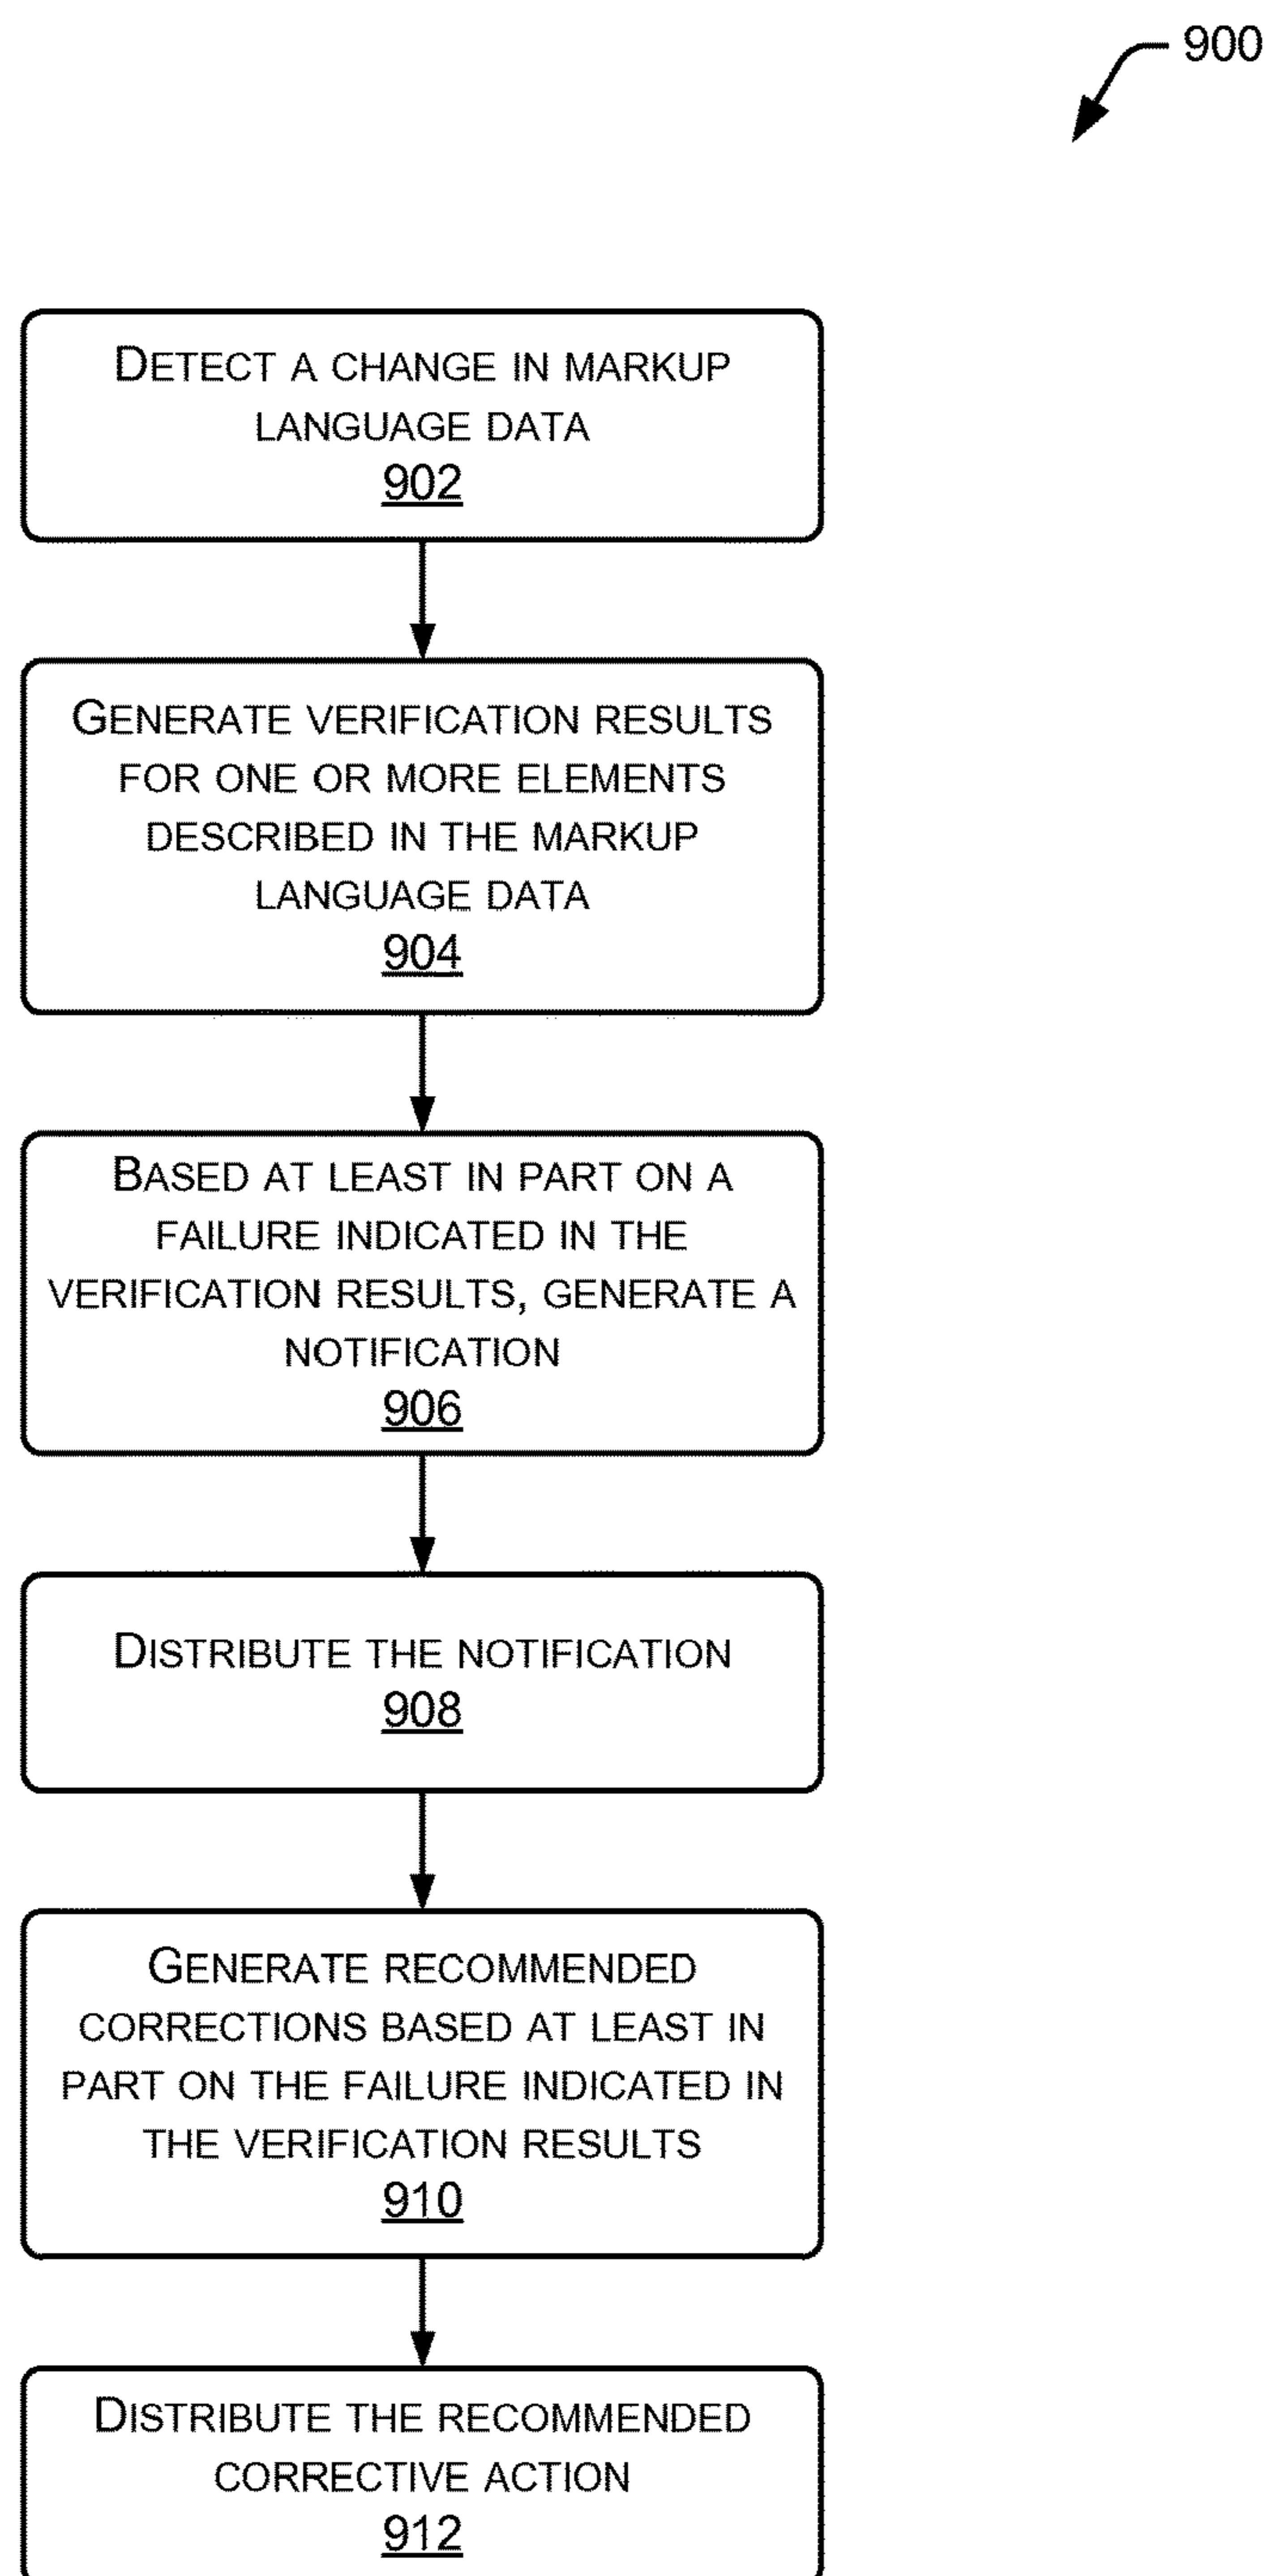 900
DETECT A CHANGE IN MARKUP
LANGUAGE DATA
902
GENERATE VERIFICATION RESULTS
FOR ONE OR MORE ELEMENTS
DESCRIBED IN THE MARKUP
LANGUAGE DATA
904
BASED AT LEAST IN PART ON A
FAILURE INDICATED IN THE
VERIFICATION RESULTS, GENERATE A
NOTIFICATION
906
DISTRIBUTE THE NOTIFICATION
908
GENERATE RECOMMENDED
CORRECTIONS BASED AT LEAST IN
PART ON THE FAILURE INDICATED IN
THE VERIFICATION RESULTS
910
DISTRIBUTE THE RECOMMENDED
CORRECTIVE ACTION
912